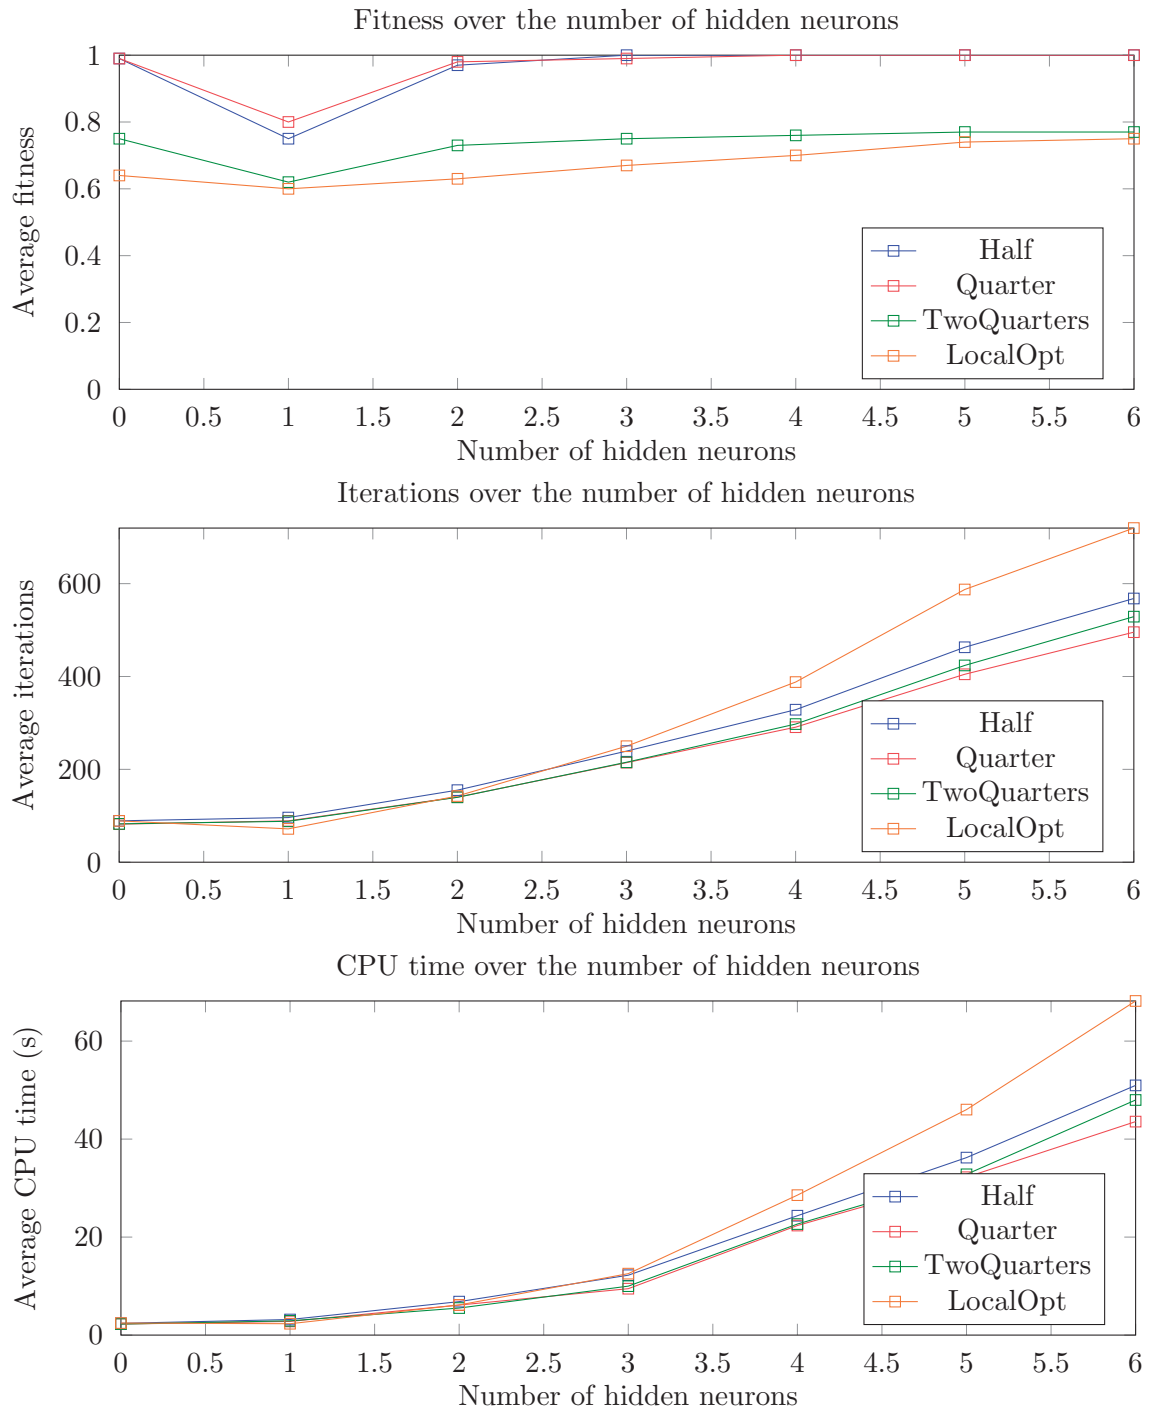 Fitness over the number of hidden neurons
1
0.8
0.6
0.4
0.2
0
Average fitness
Half
Quarter
TwoQuarters
LocalOpt
0 0.5 1 1.5 2 2.5 3 3.5 4 4.5 5 5.5 6
Number of hidden neurons
Iterations over the number of hidden neurons
600
400
200
0
Average iterations
Half
Quarter
TwoQuarters
LocalOpt
0 0.5 1 1.5 2 2.5 3 3.5 4 4.5 5 5.5 6
Number of hidden neurons
CPU time over the number of hidden neurons
60
40
20
0
Average CPU time (s)
Half
Quarter
TwoQuarters
LocalOpt
0 0.5 1 1.5 2 2.5 3 3.5 4 4.5 5 5.5 6
Number of hidden neurons